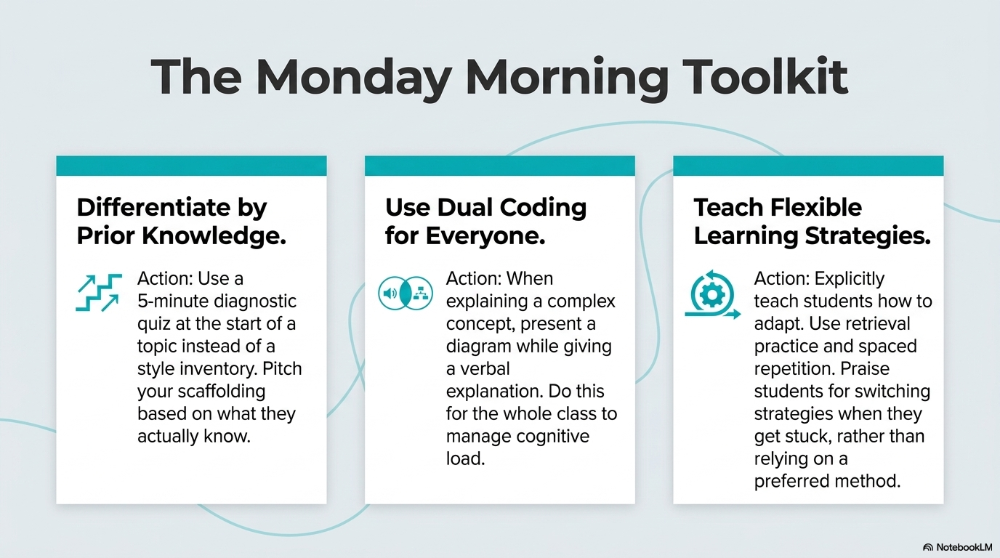 The Monday Morning Toolkit
Differentiate by
Prior Knowledge.
Action: Use a
5-minute diagnostic
quiz at the start of a
topic instead of a
style inventory. Pitch
your scaffolding
based on what they
actually know.
Use Dual Coding
for Everyone.
Action: When
explaining a complex
concept, present a
diagram while giving
a verbal
explanation. Do this
for the whole class to
manage cognitive
load.
Teach Flexible
Learning Strategies.
Action: Explicitly
teach students how to
adapt. Use retrieval
practice and spaced
repetition. Praise
students for switching
strategies when they
get stuck, rather than
relying on a
preferred method.
NotebookLM